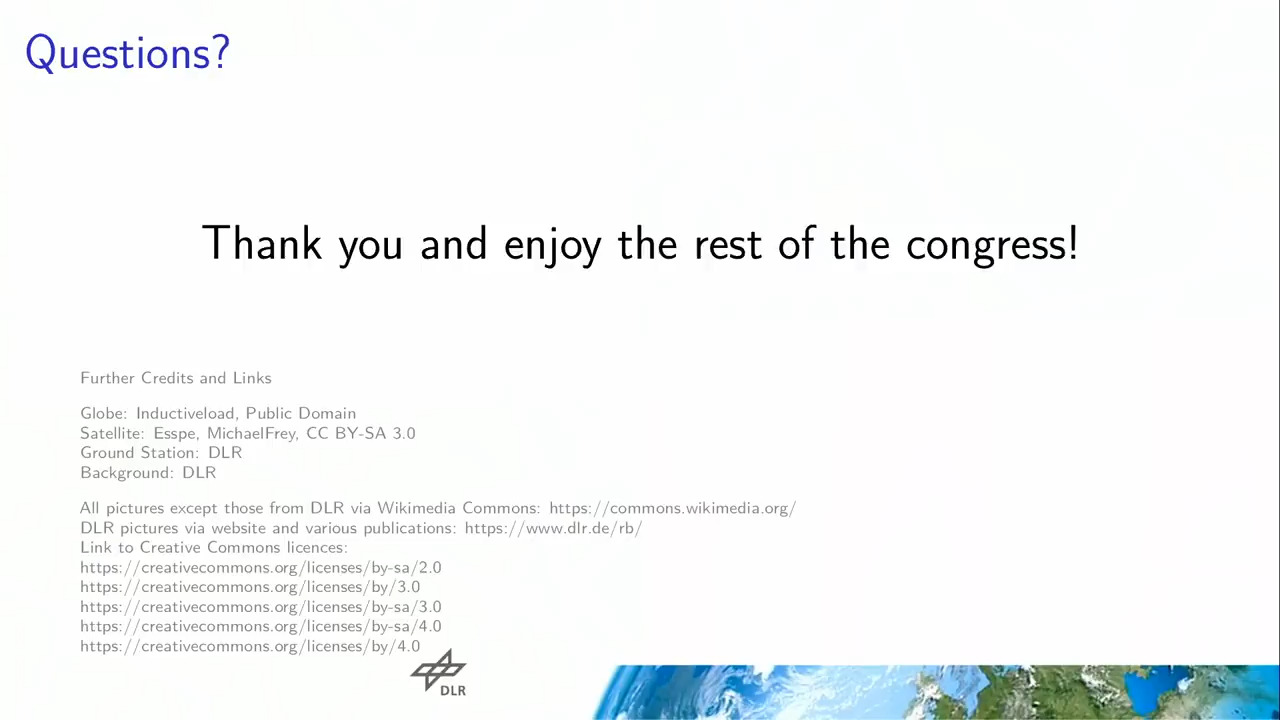 Questions?
Thank you and enjoy the rest of the congress!
Further Credits and Links
Globe: Inductiveload, Public Domain
Satellite: Esspe, MichaelFrey, CC BY-SA 3.0
Ground Station: DLR
Background: DLR
All pictures except those from DLR via Wikimedia Commons: https://commons.wikimedia.org/
DLR pictures via website and various publications: https://www.dlr.de/rb/
Link to Creative Commons licences:
https://creativecommons.org/licenses/by-sa/2.0
https://creativecommons.org/licenses/by/3.0
https://creativecommons.org/licenses/by-sa/3.0
https://creativecommons.org/licenses/by-sa/4.0
https://creativecommons.org/licenses/by/4.0
DLR